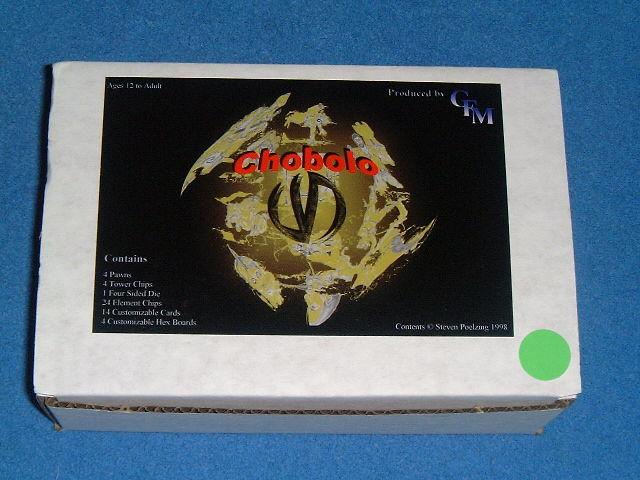 Ages 12 to Adult
Produced by GFM
Chobolo
Contains
4 Pawns
4 Tower Chips
1 Four Sided Die
24 Element Chips
14 Customizable Cards
4 Customizable Hex Boards
Contents © Steven Poelzing 1998